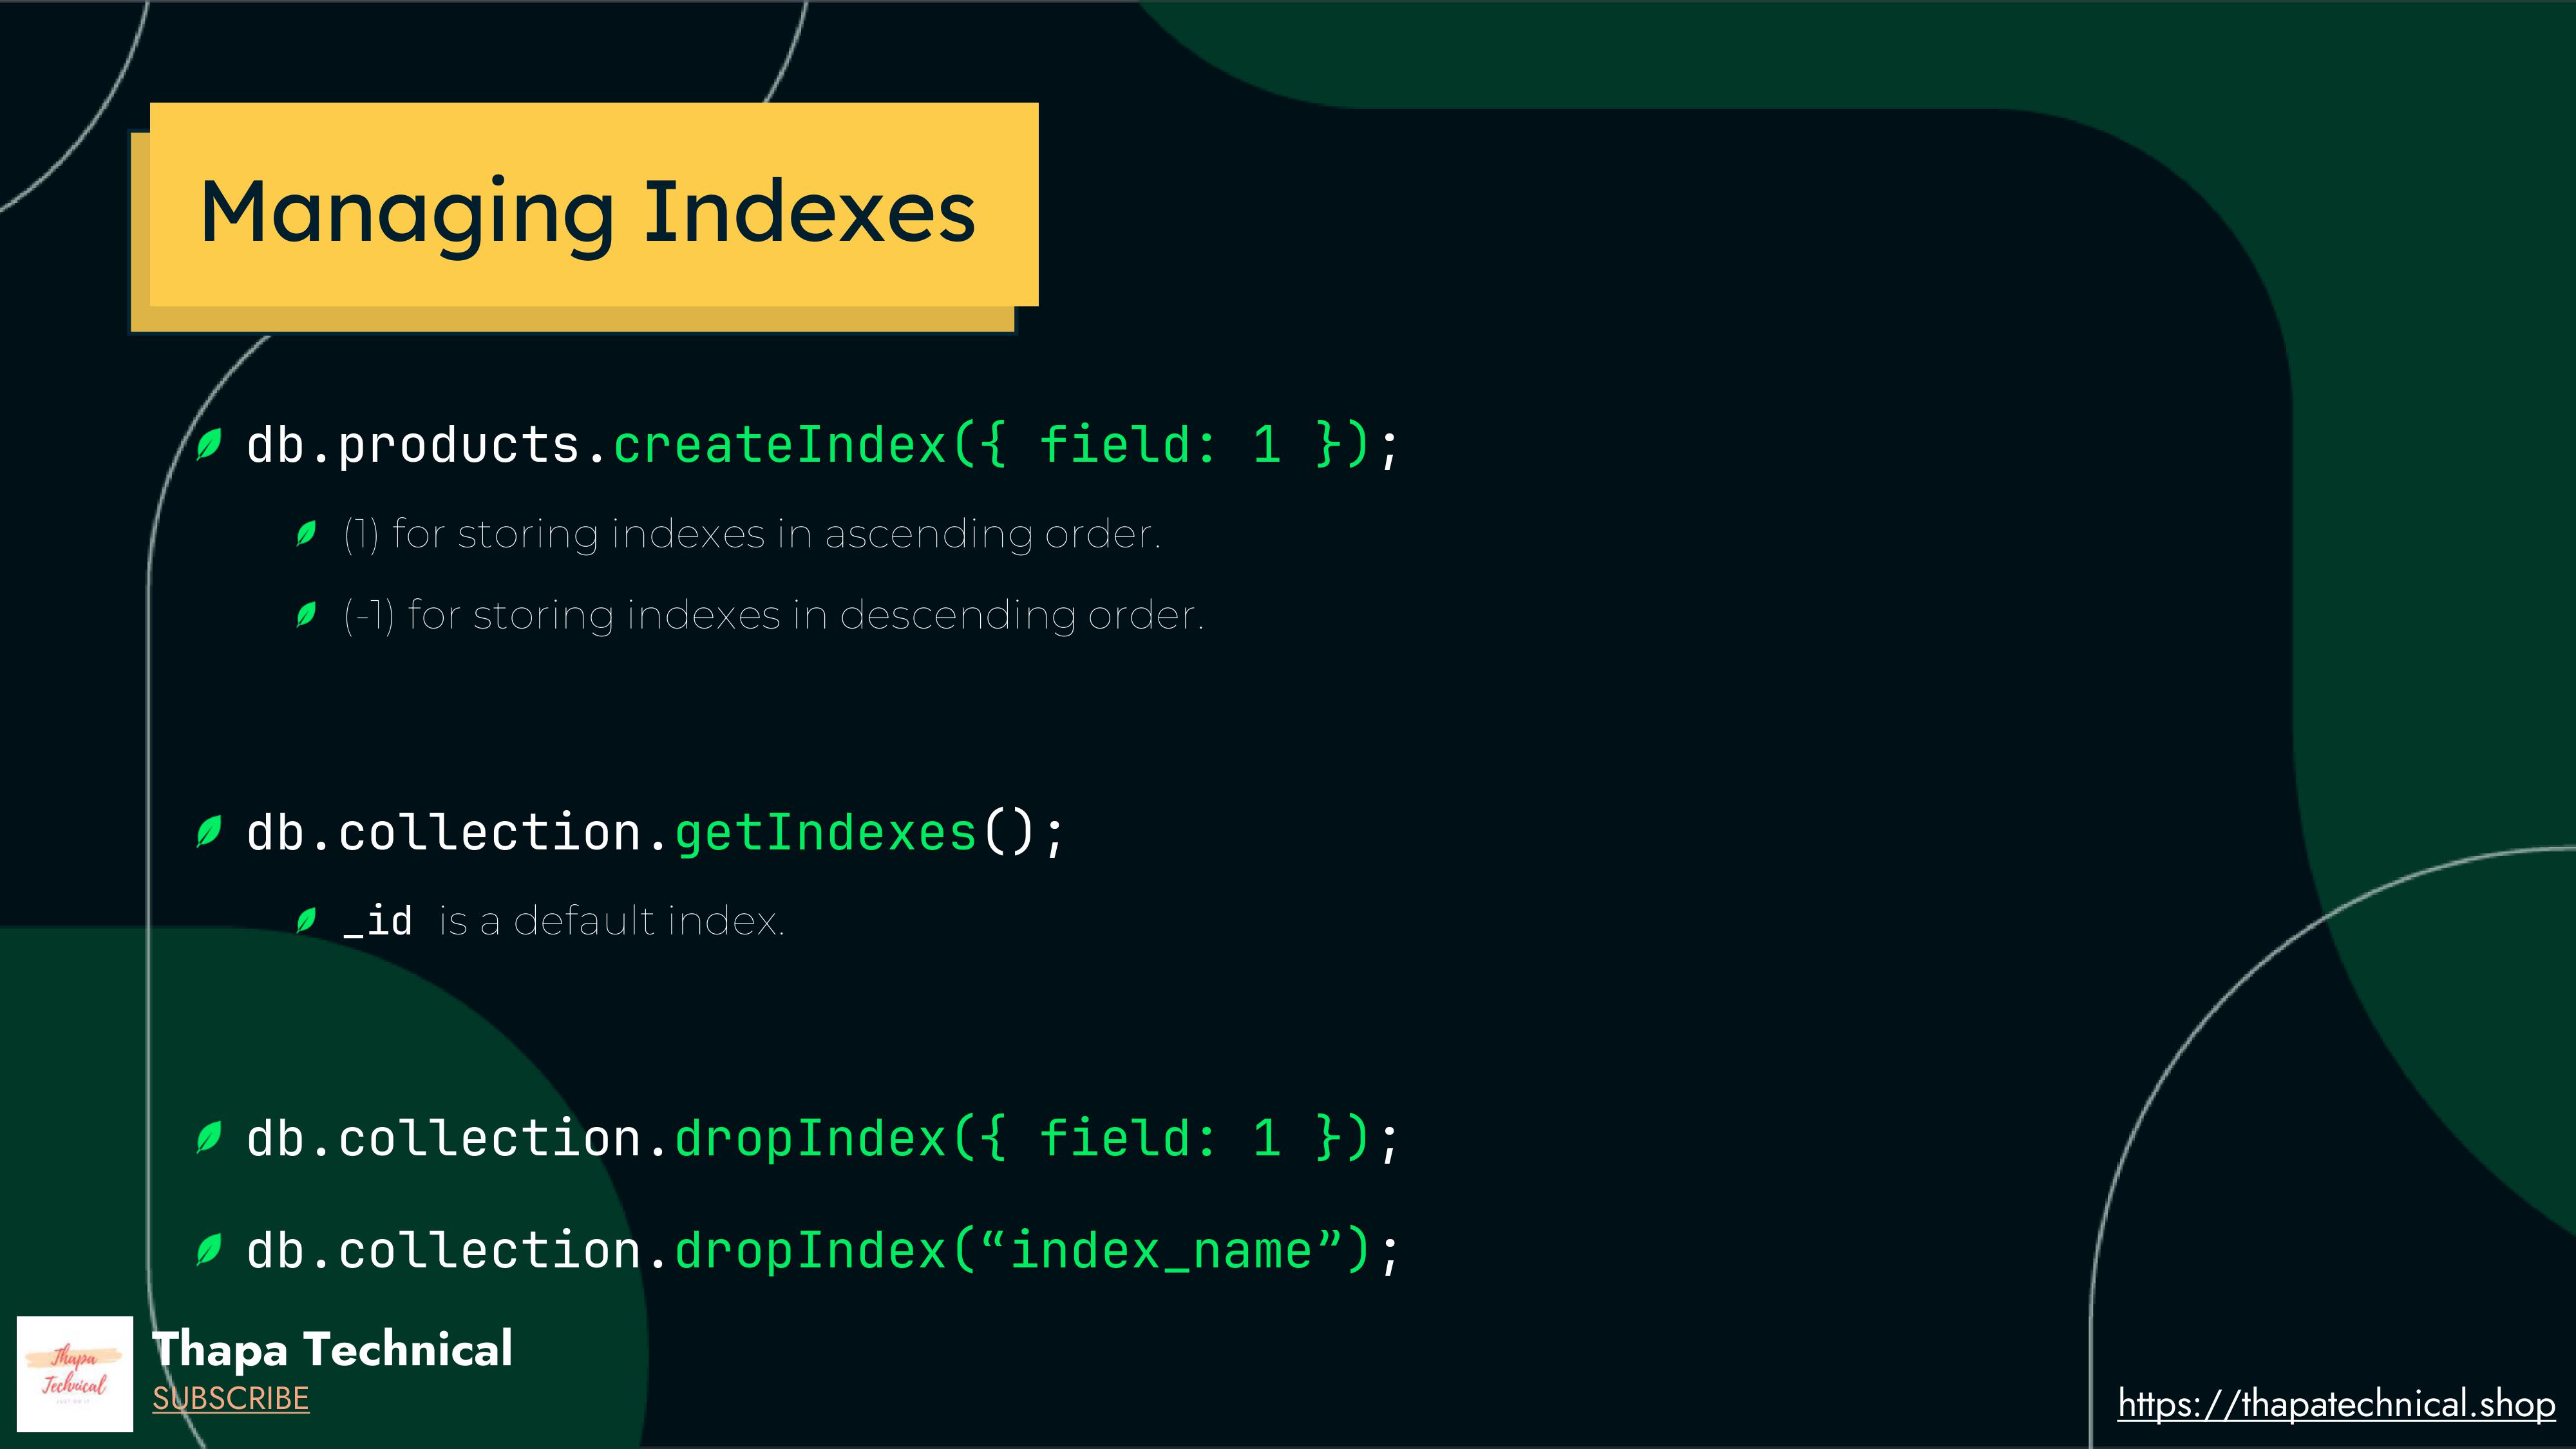 Managing Indexes
db.products.createIndex({ field: 1 });
(1) for storing indexes in ascending order.
(-1) for storing indexes in descending order.
db.collection.getIndexes();
_id is a default index.
db.collection.dropIndex({ field: 1 });
db.collection.dropIndex(“index_name”);
Thapa
Technical
Thapa Technical
SUBSCRIBE
https://thapatechnical.shop